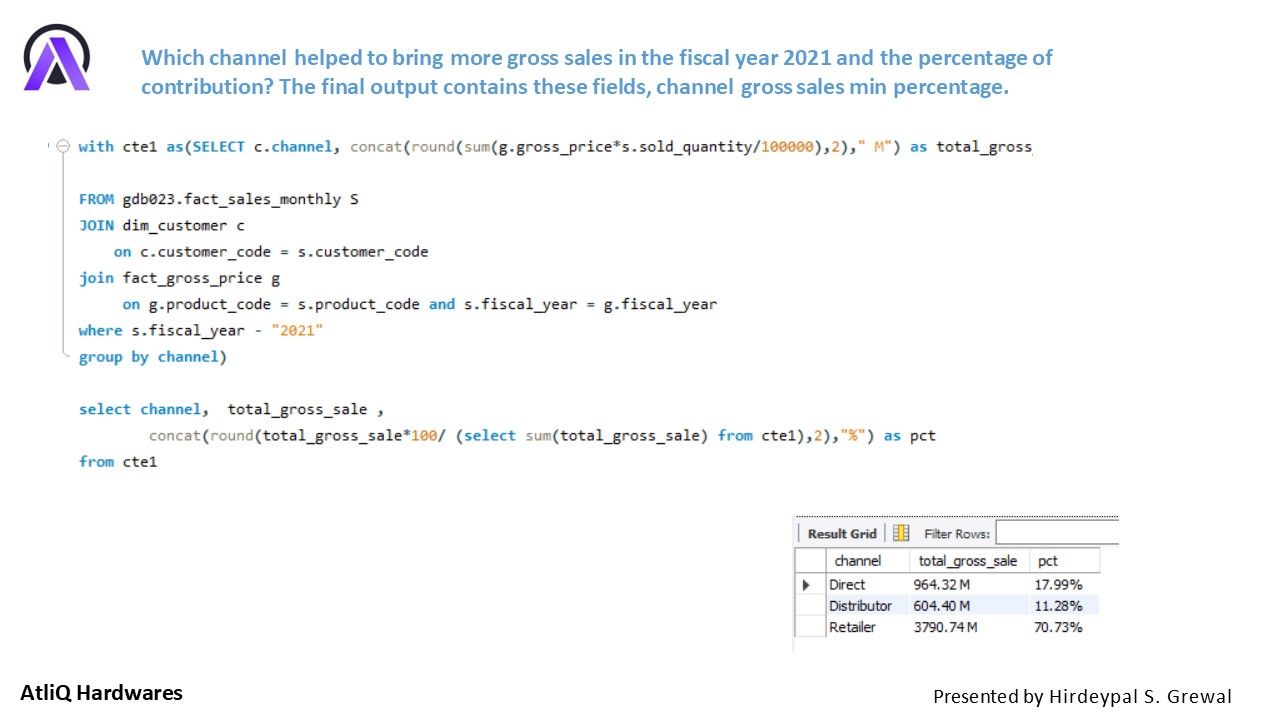 Which channel helped to bring more gross sales in the fiscal year 2021 and the percentage of
contribution? The final output contains these fields, channel gross sales min percentage.
with cte1 as(SELECT c.channel, concat(round(sum(g.gross_price*s.sold_quantity/100000),2)," M") as total_gross
FROM gdb023.fact_sales_monthly S
JOIN dim_customer c
on c.customer_code = s.customer_code
join fact_gross_price g
on g.product_code = s.product_code and s.fiscal_year = g.fiscal_year
where s.fiscal_year - "2021"
group by channel)
select channel, total_gross_sale ,
concat(round(total_gross_sale*100/ (select sum(total_gross_sale) from cte1),2),"%") as pct
from cte1
Result Grid Filter Rows:
channel total_gross_sale pct
Direct 964.32 M 17.99%
Distributor 604.40 M 11.28%
Retailer 3790.74 M 70.73%
AtliQ Hardwares
Presented by Hirdeypal S. Grewal